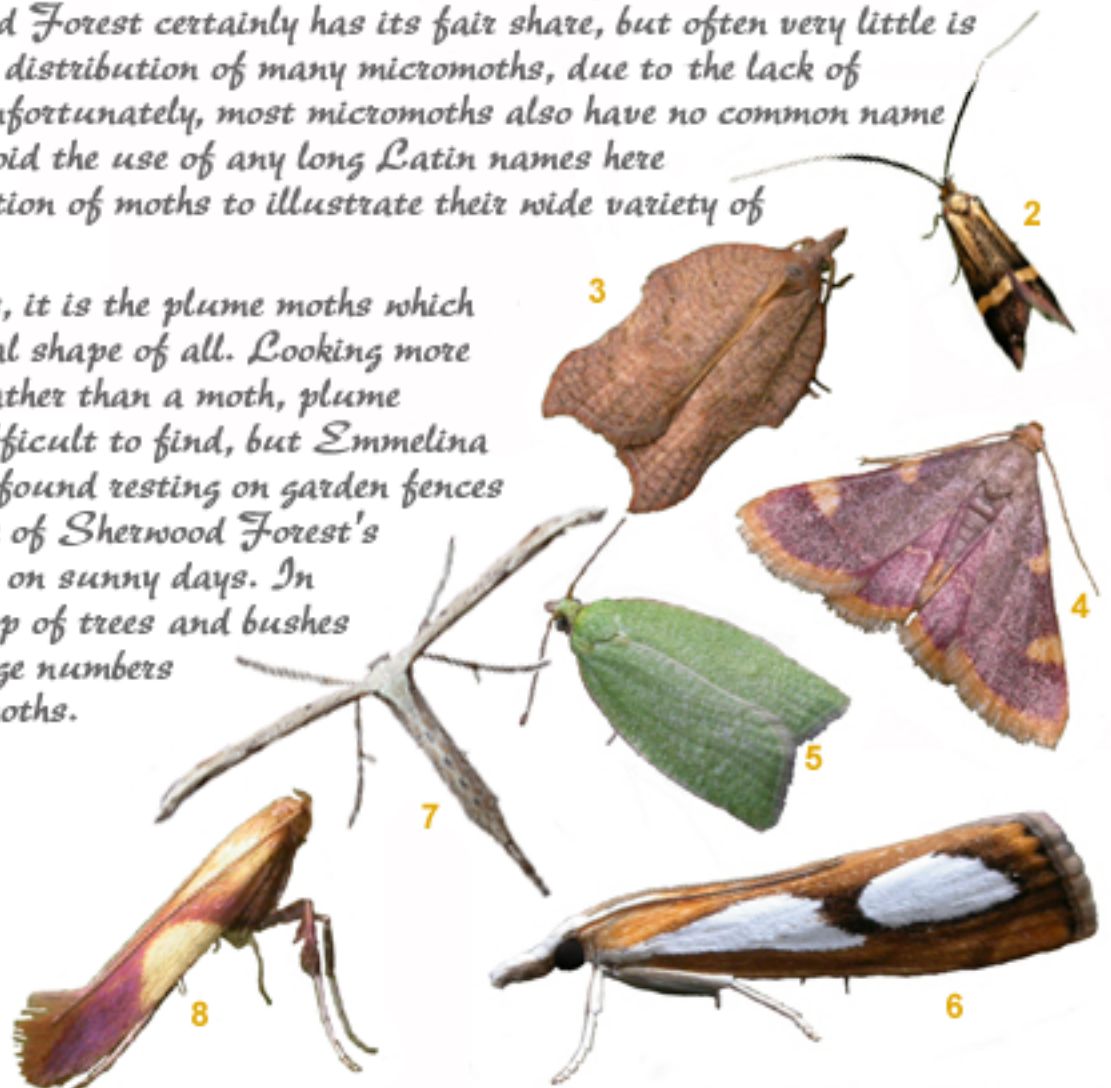 d Forest certainly has its fair share, but often very little is
distribution of many micromoths, due to the lack of
nfortunately, most micromoths also have no common name
oid the use of any long Latin names here
tion of moths to illustrate their wide variety of
2
3
, it is the plume moths which
al shape of all. Looking more
ather than a moth, plume
fficult to find, but Emmelina
found resting on garden fences
of Sherwood Forest's
on sunny days. In
4
p of trees and bushes
ge numbers
oths.
5
7
6
8